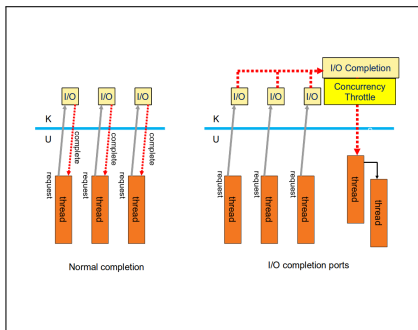 I/O
I/O
I/O
complete
complete
complete
K
U
request
request
request
thread
thread
thread
Normal completion
I/O Completion
Concurrency
Throttle
I/O
I/O
I/O
K
U
request
request
request
thread
thread
thread
thread
thread
I/O completion ports